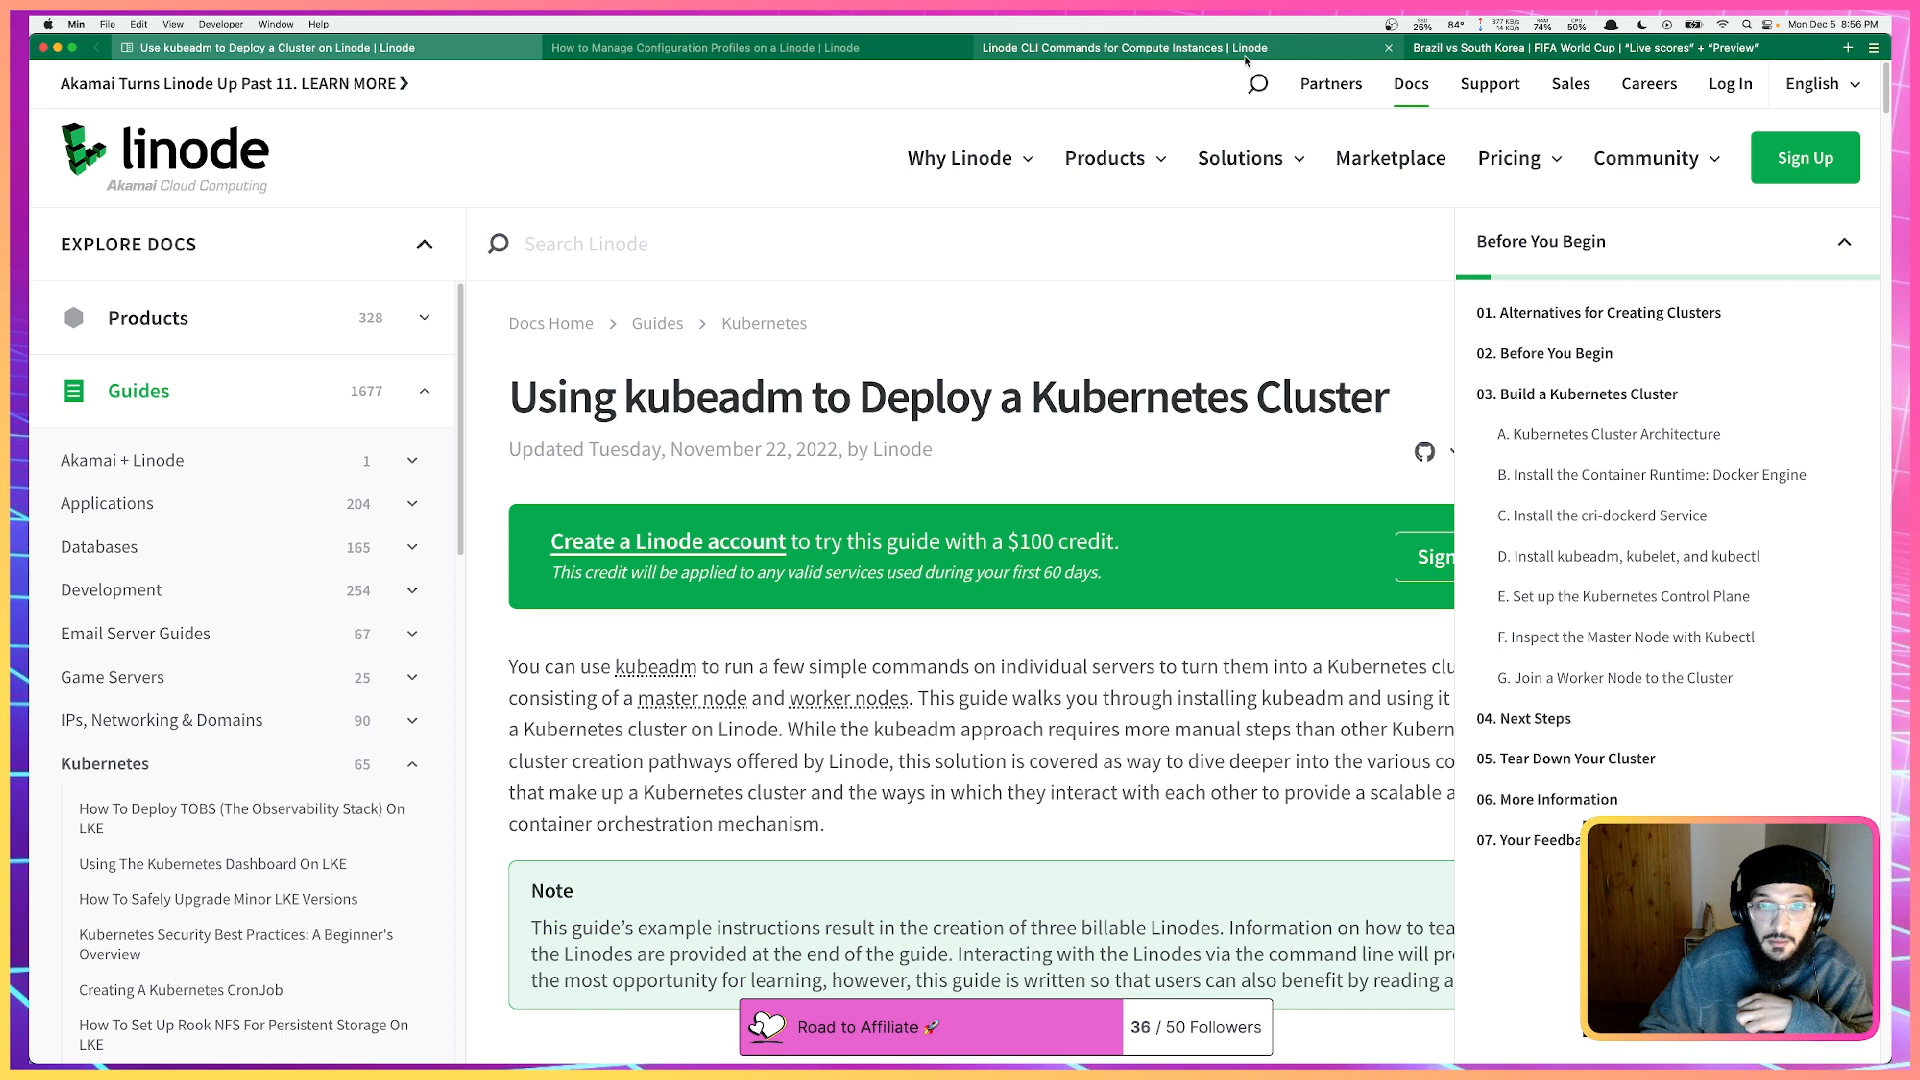 Min File Edit View Developer Window Help
26% 84° 377 KB/s 14 KB/s 74% 50% Mon Dec 5 8:56 PM
Use kubeadm to Deploy a Cluster on Linode | Linode
How to Manage Configuration Profiles on a Linode | Linode
Linode CLI Commands for Compute Instances | Linode
Brazil vs South Korea | FIFA World Cup | “Live scores” + “Preview”
Akamai Turns Linode Up Past 11. LEARN MORE ❯
Partners Docs Support Sales Careers Log In English
linode
Akamai Cloud Computing
Why Linode Products Solutions Marketplace Pricing Community Sign Up
EXPLORE DOCS
Products 328
Guides 1677
Akamai + Linode 1
Applications 204
Databases 165
Development 254
Email Server Guides 67
Game Servers 25
IPs, Networking & Domains 90
Kubernetes 65
How To Deploy TOBS (The Observability Stack) On
LKE
Using The Kubernetes Dashboard On LKE
How To Safely Upgrade Minor LKE Versions
Kubernetes Security Best Practices: A Beginner's
Overview
Creating A Kubernetes CronJob
How To Set Up Rook NFS For Persistent Storage On
LKE
Search Linode
Docs Home > Guides > Kubernetes
Using kubeadm to Deploy a Kubernetes Cluster
Updated Tuesday, November 22, 2022, by Linode
Create a Linode account to try this guide with a $100 credit.
This credit will be applied to any valid services used during your first 60 days.
Sign
You can use kubeadm to run a few simple commands on individual servers to turn them into a Kubernetes clu
consisting of a master node and worker nodes. This guide walks you through installing kubeadm and using it
a Kubernetes cluster on Linode. While the kubeadm approach requires more manual steps than other Kubern
cluster creation pathways offered by Linode, this solution is covered as way to dive deeper into the various co
that make up a Kubernetes cluster and the ways in which they interact with each other to provide a scalable a
container orchestration mechanism.
Note
This guide’s example instructions result in the creation of three billable Linodes. Information on how to tea
the Linodes are provided at the end of the guide. Interacting with the Linodes via the command line will pr
the most opportunity for learning, however, this guide is written so that users can also benefit by reading a
Before You Begin
01. Alternatives for Creating Clusters
02. Before You Begin
03. Build a Kubernetes Cluster
A. Kubernetes Cluster Architecture
B. Install the Container Runtime: Docker Engine
C. Install the cri-dockerd Service
D. Install kubeadm, kubelet, and kubectl
E. Set up the Kubernetes Control Plane
F. Inspect the Master Node with Kubectl
G. Join a Worker Node to the Cluster
04. Next Steps
05. Tear Down Your Cluster
06. More Information
07. Your Feedba
Road to Affiliate 🚀 36 / 50 Followers